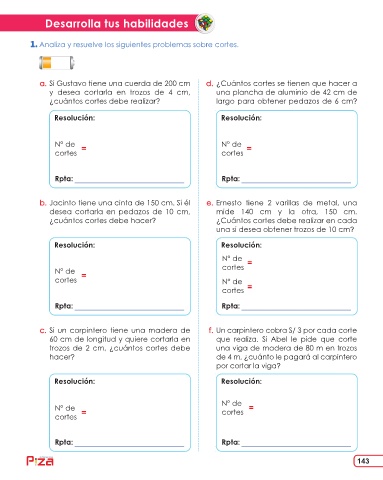 Desarrolla tus habilidades
1. Analiza y resuelve los siguientes problemas sobre cortes.
a. Si Gustavo tiene una cuerda de 200 cm
y desea cortarla en trozos de 4 cm,
¿cuántos cortes debe realizar?
Resolución:
N° de
cortes =
Rpta:
b. Jacinto tiene una cinta de 150 cm. Si él
desea cortarla en pedazos de 10 cm,
¿cuántos cortes debe hacer?
Resolución:
N° de
cortes =
Rpta:
c. Si un carpintero tiene una madera de
60 cm de longitud y quiere cortarla en
trozos de 2 cm, ¿cuántos cortes debe
hacer?
Resolución:
N° de
cortes =
Rpta:
d. ¿Cuántos cortes se tienen que hacer a
una plancha de aluminio de 42 cm de
largo para obtener pedazos de 6 cm?
Resolución:
N° de
cortes =
Rpta:
e. Ernesto tiene 2 varillas de metal, una
mide 140 cm y la otra, 150 cm.
¿Cuántos cortes debe realizar en cada
una si desea obtener trozos de 10 cm?
Resolución:
N° de
cortes =
N° de
cortes =
Rpta:
f. Un carpintero cobra S/ 3 por cada corte
que realiza. Si Abel le pide que corte
una viga de madera de 80 m en trozos
de 4 m, ¿cuánto le pagará al carpintero
por cortar la viga?
Resolución:
N° de
cortes =
Rpta:
P:za
143